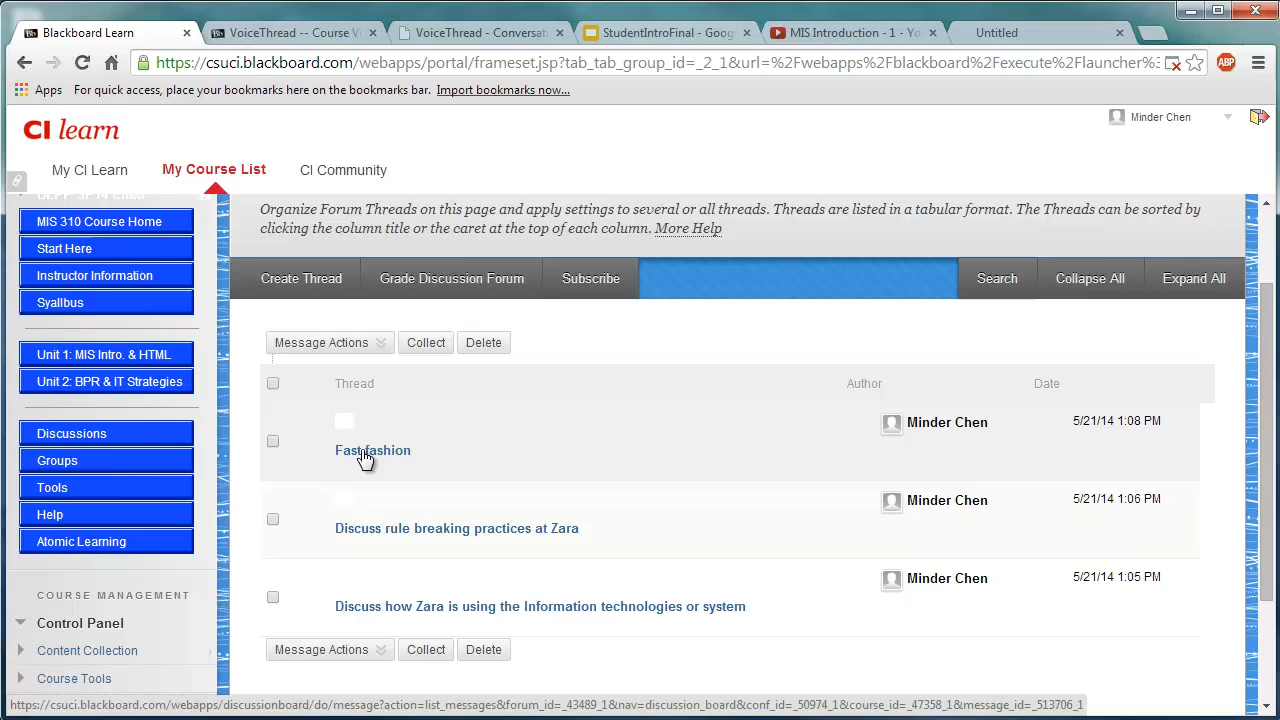 Blackboard Learn
VoiceThread -- Course Vi
VoiceThread - Conversati
StudentIntroFinal - Goog
MIS Introduction - 1 - Yo
Untitled
https://csuci.blackboard.com/webapps/portal/frameset.jsp?tab_tab_group_id=_2_1&url=%2Fwebapps%2Fblackboard%2Fexecute%2Flauncher%3
ABP
Apps
For quick access, place your bookmarks here on the bookmarks bar. Import bookmarks now...
CI learn
Minder Chen
My CI Learn
My Course List
CI Community
MIS 310 Course Home
Start Here
Instructor Information
Syallbus
Unit 1: MIS Intro. & HTML
Unit 2: BPR & IT Strategies
Discussions
Groups
Tools
Help
Atomic Learning
COURSE MANAGEMENT
Control Panel
Content Collection
Course Tools
Organize Forum Threads on this page and apply settings to several or all threads. Threads are listed in a tabular format. The Threads can be sorted by
clicking the column title or the caret at the top of each column. More Help
Create Thread
Grade Discussion Forum
Subscribe
Search
Collapse All
Expand All
Message Actions
Collect
Delete
Thread
Author
Date
Fast fashion
Minder Chen
5/21/14 1:08 PM
Discuss rule breaking practices at Zara
Minder Chen
5/21/14 1:06 PM
Discuss how Zara is using the Information technologies or system
Minder Chen
5/21/14 1:05 PM
Message Actions
Collect
Delete
https://csuci.blackboard.com/webapps/discussionboard/do/message?action=list_messages&forum_id=_43489_1&nav=discussion_board&conf_id=_50974_1&course_id=_47358_1&message_id=_513706_1